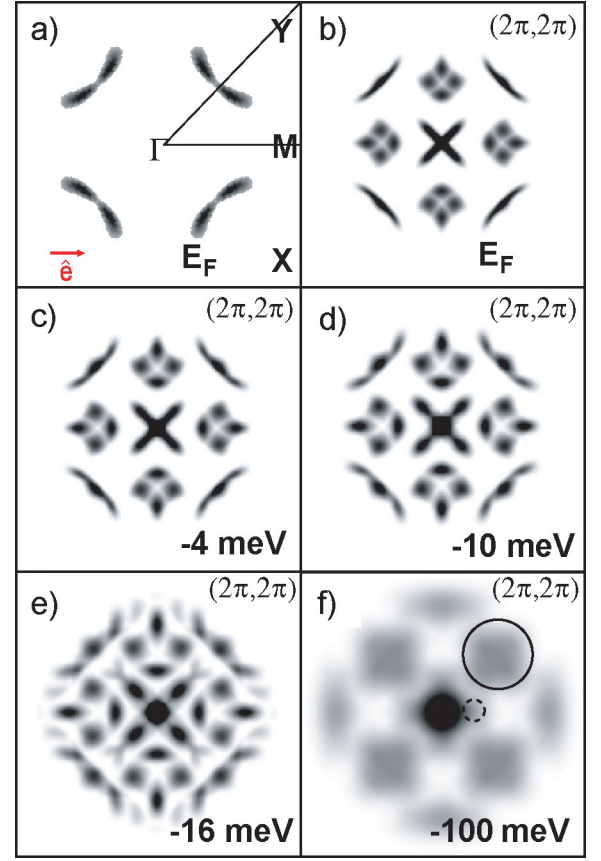 a)
Y
Γ
M
X
ê
E_F
b)
(2π,2π)
E_F
c)
(2π,2π)
-4 meV
d)
(2π,2π)
-10 meV
e)
(2π,2π)
-16 meV
f)
(2π,2π)
-100 meV